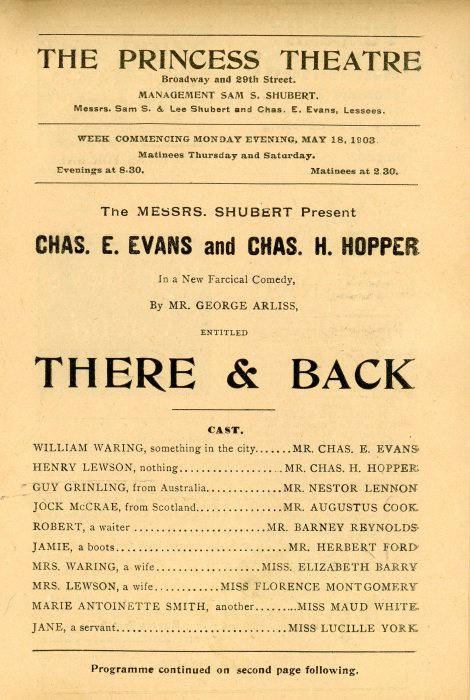 THE PRINCESS THEATRE
Broadway and 29th Street.
MANAGEMENT SAM S. SHUBERT.
Messrs. Sam S. & Lee Shubert and Chas. E. Evans, Lessees.
WEEK COMMENCING MONDAY EVENING, MAY 18, 1903.
Matinees Thursday and Saturday.
Evenings at 8.30. Matinees at 2 30.
The MESSRS. SHUBERT Present
CHAS. E. EVANS and CHAS. H. HOPPER
In a New Farcical Comedy,
By MR. GEORGE ARLISS,
ENTITLED
THERE & BACK
CAST.
WILLIAM WARING, something in the city.......MR. CHAS. E. EVANS
HENRY LEWSON, nothing..................MR. CHAS. H. HOPPER
GUY GRINLING, from Australia.............MR. NESTOR LENNON
JOCK McCRAE, from Scotland..............MR. AUGUSTUS COOK
ROBERT, a waiter ......................MR. BARNEY REYNOLDS
JAMIE, a boots............................MR. HERBERT FORD
MRS. WARING, a wife.................MISS. ELIZABETH BARRY
MRS. LEWSON, a wife...........MISS FLORENCE MONTGOMERY
MARIE ANTOINETTE SMITH, another.........MISS MAUD WHITE
JANE, a servant............................MISS LUCILLE YORK
Programme continued on second page following.